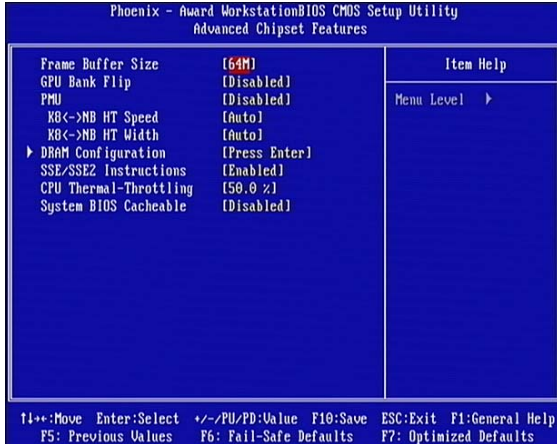 Phoenix - Award WorkstationBIOS CMOS Setup Utility
Advanced Chipset Features
Frame Buffer Size [64M]
GPU Bank Flip [Disabled]
PMU [Disabled]
K8<->NB HT Speed [Auto]
K8<->NB HT Width [Auto]
DRAM Configuration [Press Enter]
SSE/SSE2 Instructions [Enabled]
CPU Thermal-Throttling [50.0 %]
System BIOS Cacheable [Disabled]
Item Help
Menu Level
↑↓→←:Move Enter:Select +/-/PU/PD:Value F10:Save ESC:Exit F1:General Help
F5: Previous Values F6: Fail-Safe Defaults F7: Optimized Defaults